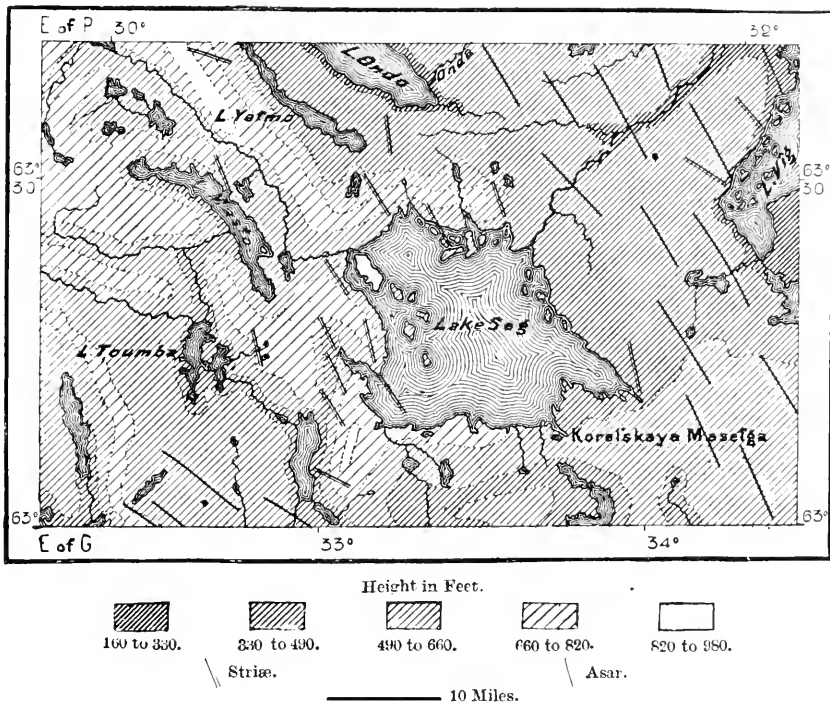 E of P 30° 32°
L. Onda
Onda
L. Yelmo
63° 30
63° 30
L. Vig
Lake Seg
L. Toumba
Korelskaya Maselga
63°
63°
E of G 33° 34°
Height in Feet.
160 to 330. 330 to 490. 490 to 660. 660 to 820. 820 to 980.
Striæ. Asar.
10 Miles.